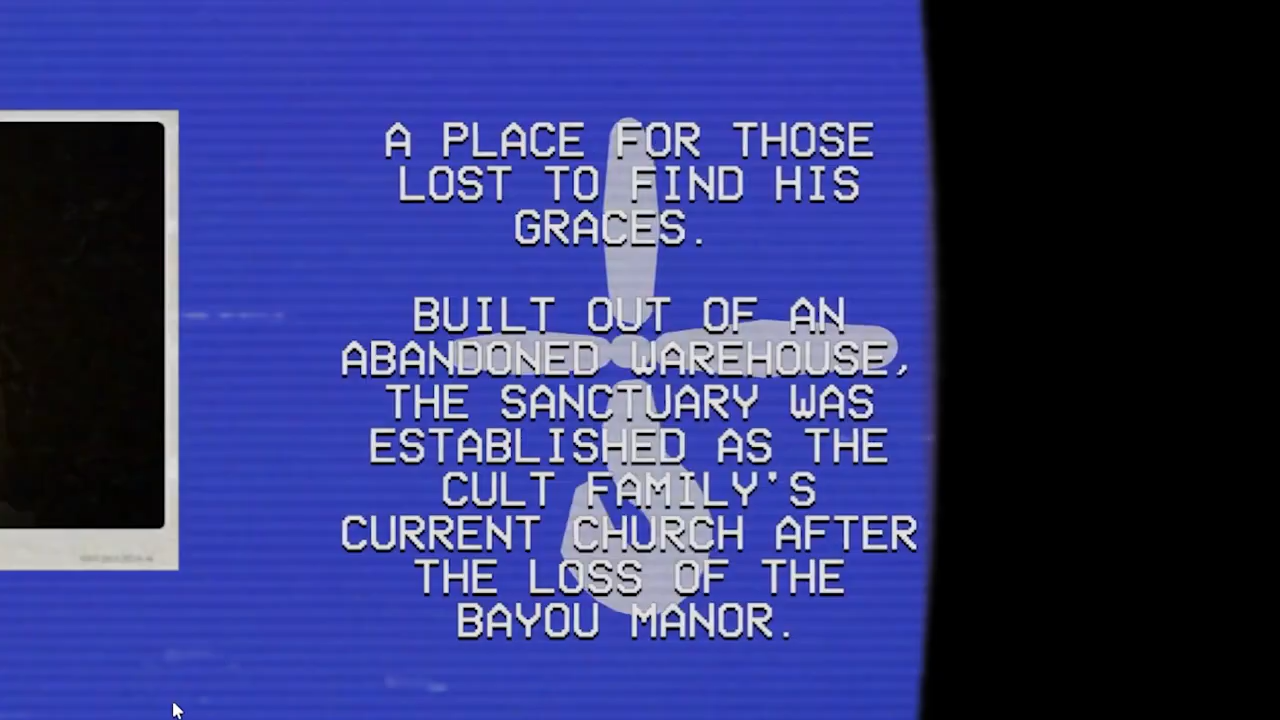 A PLACE FOR THOSE
LOST TO FIND HIS
GRACES.
BUILT OUT OF AN
ABANDONED WAREHOUSE,
THE SANCTUARY WAS
ESTABLISHED AS THE
CULT FAMILY'S
CURRENT CHURCH AFTER
THE LOSS OF THE
BAYOU MANOR.